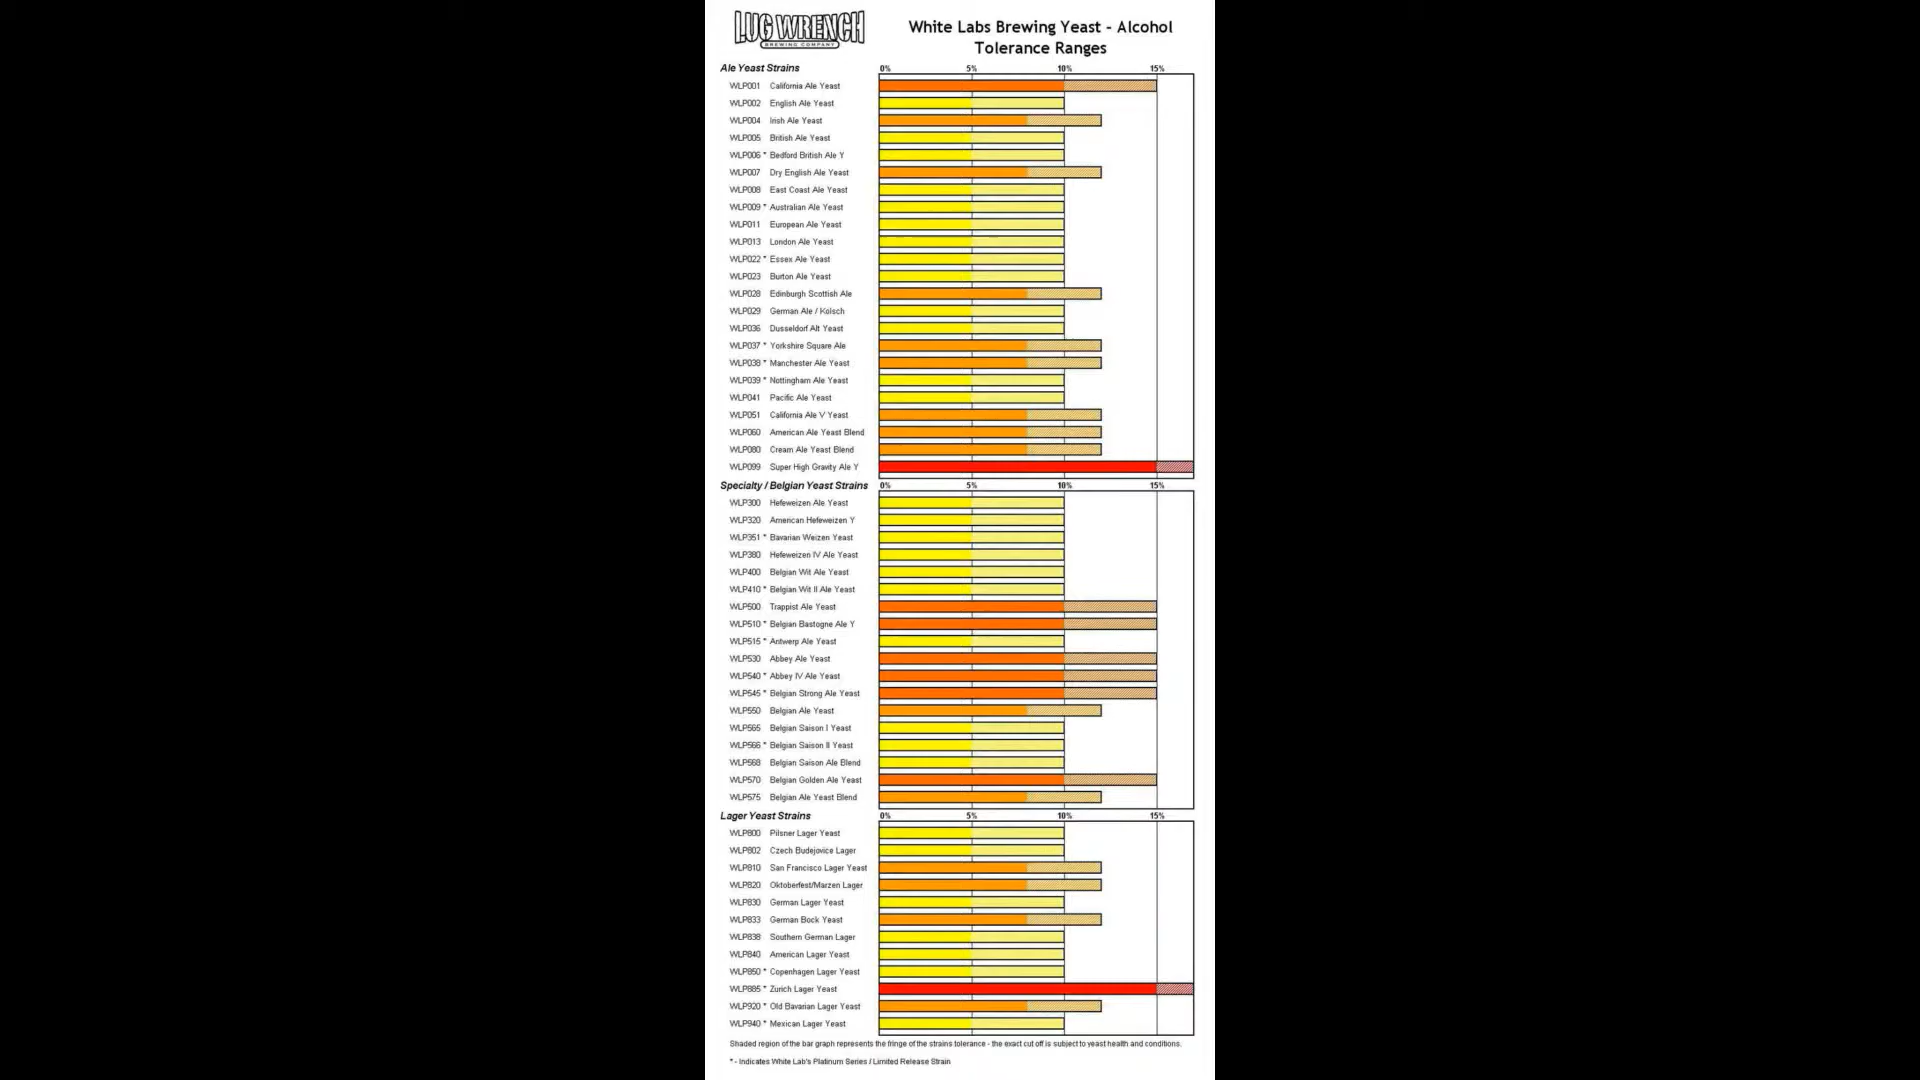 LUG WRENCH
BREWING COMPANY
White Labs Brewing Yeast - Alcohol
Tolerance Ranges
Ale Yeast Strains 0% 5% 10% 15%
WLP001 California Ale Yeast
WLP002 English Ale Yeast
WLP004 Irish Ale Yeast
WLP005 British Ale Yeast
WLP006 * Bedford British Ale Y
WLP007 Dry English Ale Yeast
WLP008 East Coast Ale Yeast
WLP009 * Australian Ale Yeast
WLP011 European Ale Yeast
WLP013 London Ale Yeast
WLP022 * Essex Ale Yeast
WLP023 Burton Ale Yeast
WLP028 Edinburgh Scottish Ale
WLP029 German Ale / Kolsch
WLP036 Dusseldorf Alt Yeast
WLP037 * Yorkshire Square Ale
WLP038 * Manchester Ale Yeast
WLP039 * Nottingham Ale Yeast
WLP041 Pacific Ale Yeast
WLP051 California Ale V Yeast
WLP060 American Ale Yeast Blend
WLP080 Cream Ale Yeast Blend
WLP099 Super High Gravity Ale Y
Specialty / Belgian Yeast Strains 0% 5% 10% 15%
WLP300 Hefeweizen Ale Yeast
WLP320 American Hefeweizen Y
WLP351 * Bavarian Weizen Yeast
WLP380 Hefeweizen IV Ale Yeast
WLP400 Belgian Wit Ale Yeast
WLP410 * Belgian Wit II Ale Yeast
WLP500 Trappist Ale Yeast
WLP510 * Belgian Bastogne Ale Y
WLP515 * Antwerp Ale Yeast
WLP530 Abbey Ale Yeast
WLP540 * Abbey IV Ale Yeast
WLP545 * Belgian Strong Ale Yeast
WLP550 Belgian Ale Yeast
WLP565 Belgian Saison I Yeast
WLP566 * Belgian Saison II Yeast
WLP568 Belgian Saison Ale Blend
WLP570 Belgian Golden Ale Yeast
WLP575 Belgian Ale Yeast Blend
Lager Yeast Strains 0% 5% 10% 15%
WLP800 Pilsner Lager Yeast
WLP802 Czech Budejovice Lager
WLP810 San Francisco Lager Yeast
WLP820 Oktoberfest/Marzen Lager
WLP830 German Lager Yeast
WLP833 German Bock Yeast
WLP838 Southern German Lager
WLP840 American Lager Yeast
WLP850 * Copenhagen Lager Yeast
WLP885 * Zurich Lager Yeast
WLP920 * Old Bavarian Lager Yeast
WLP940 * Mexican Lager Yeast
Shaded region of the bar graph represents the fringe of the strains tolerance - the exact cut off is subject to yeast health and conditions.
* - Indicates White Lab's Platinum Series / Limited Release Strain